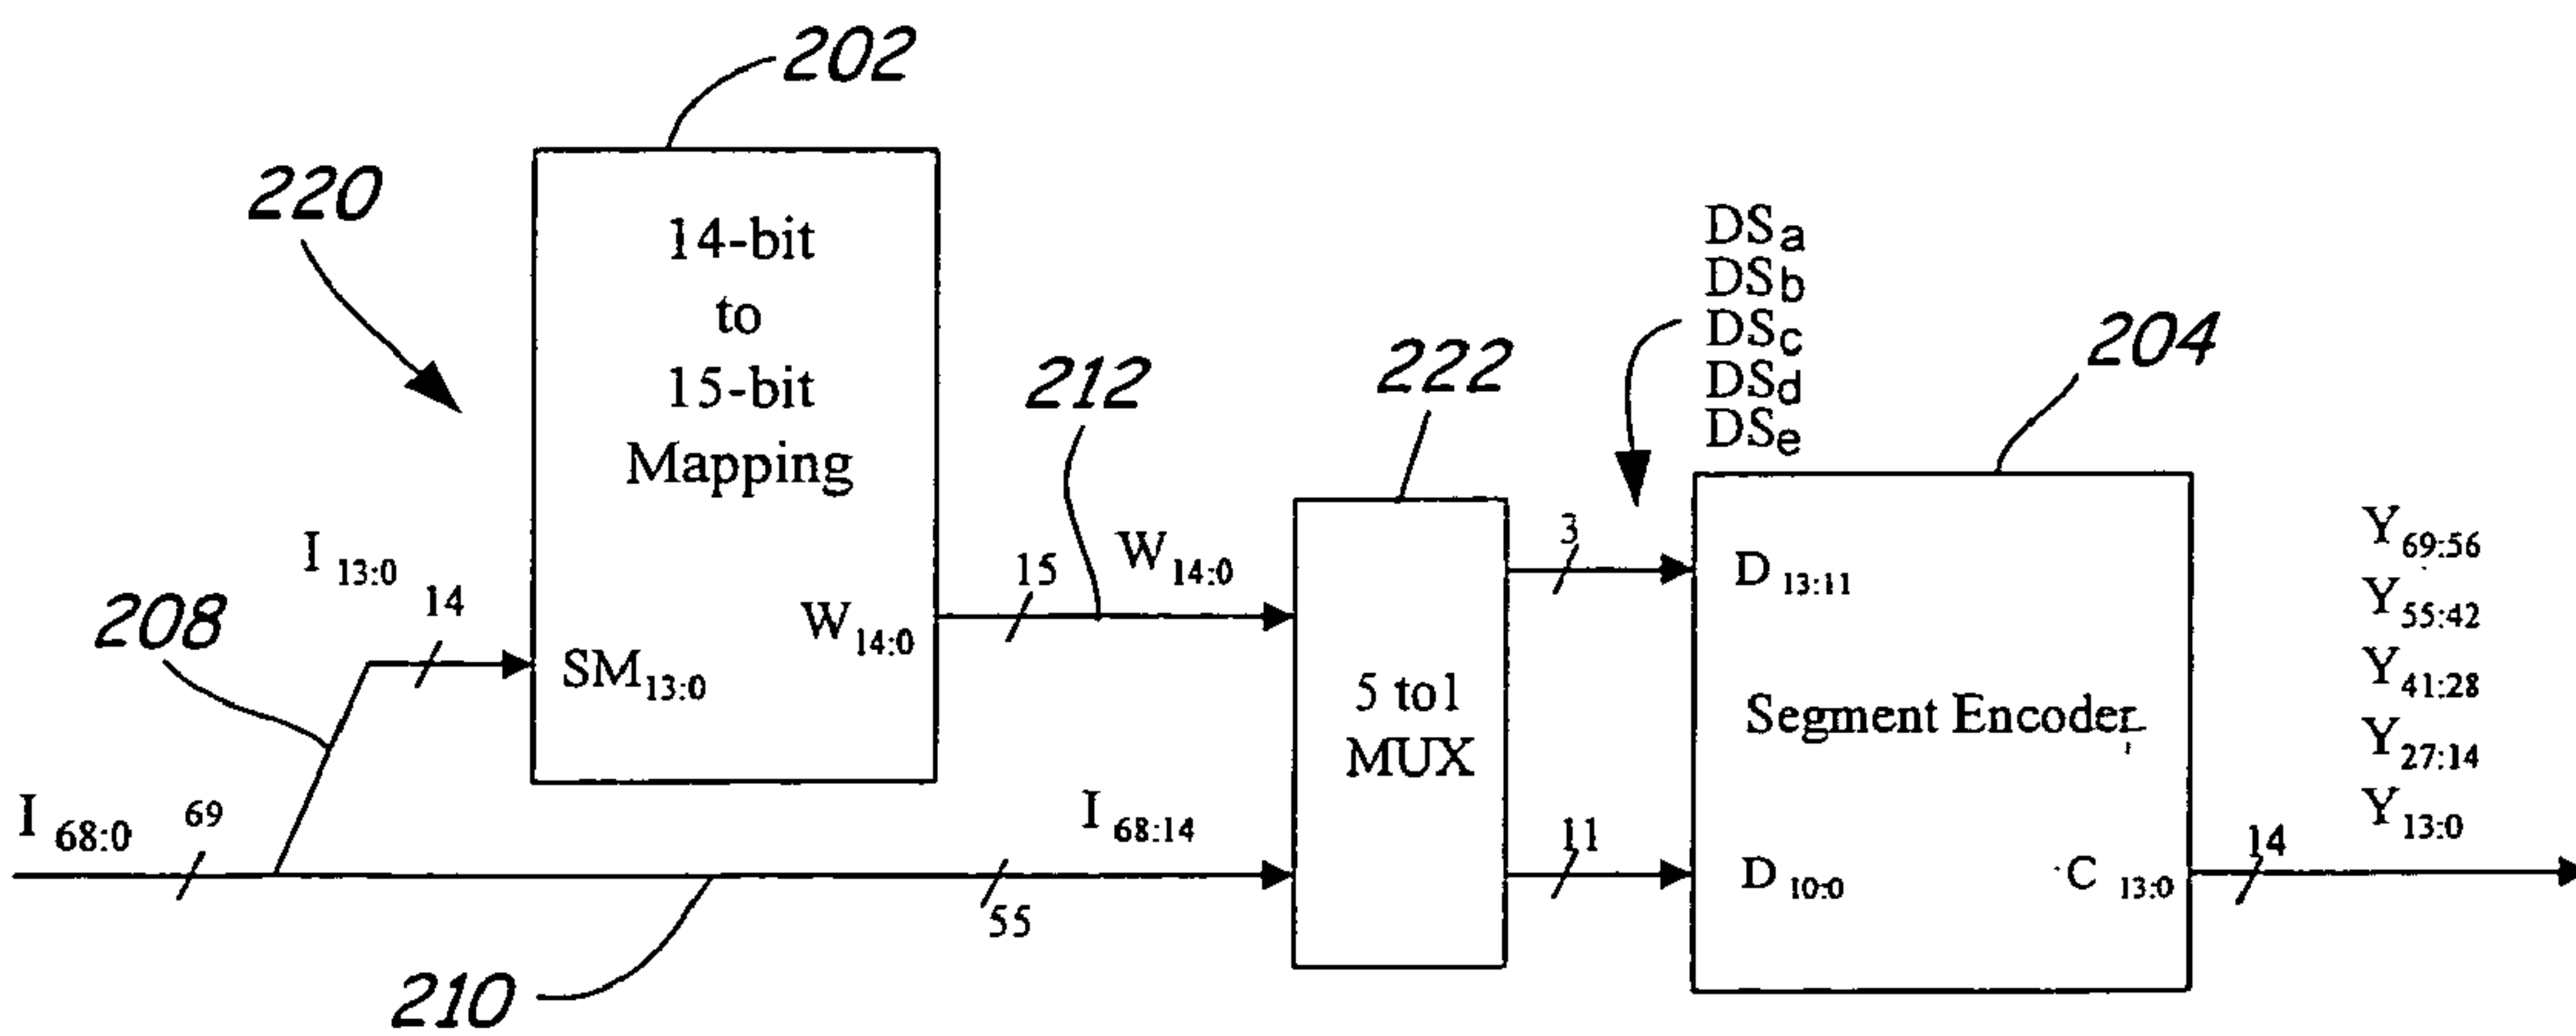 202
220
14-bit
to
15-bit
Mapping
I 13:0
14
208
SM13:0
W14:0
15
212
W14:0
222
5 to1
MUX
I 68:0
69
210
55
I 68:14
DSa
DSb
DSc
DSd
DSe
204
3
D 13:11
Segment Encoder
11
D 10:0
C 13:0
14
Y69:56
Y55:42
Y41:28
Y27:14
Y13:0